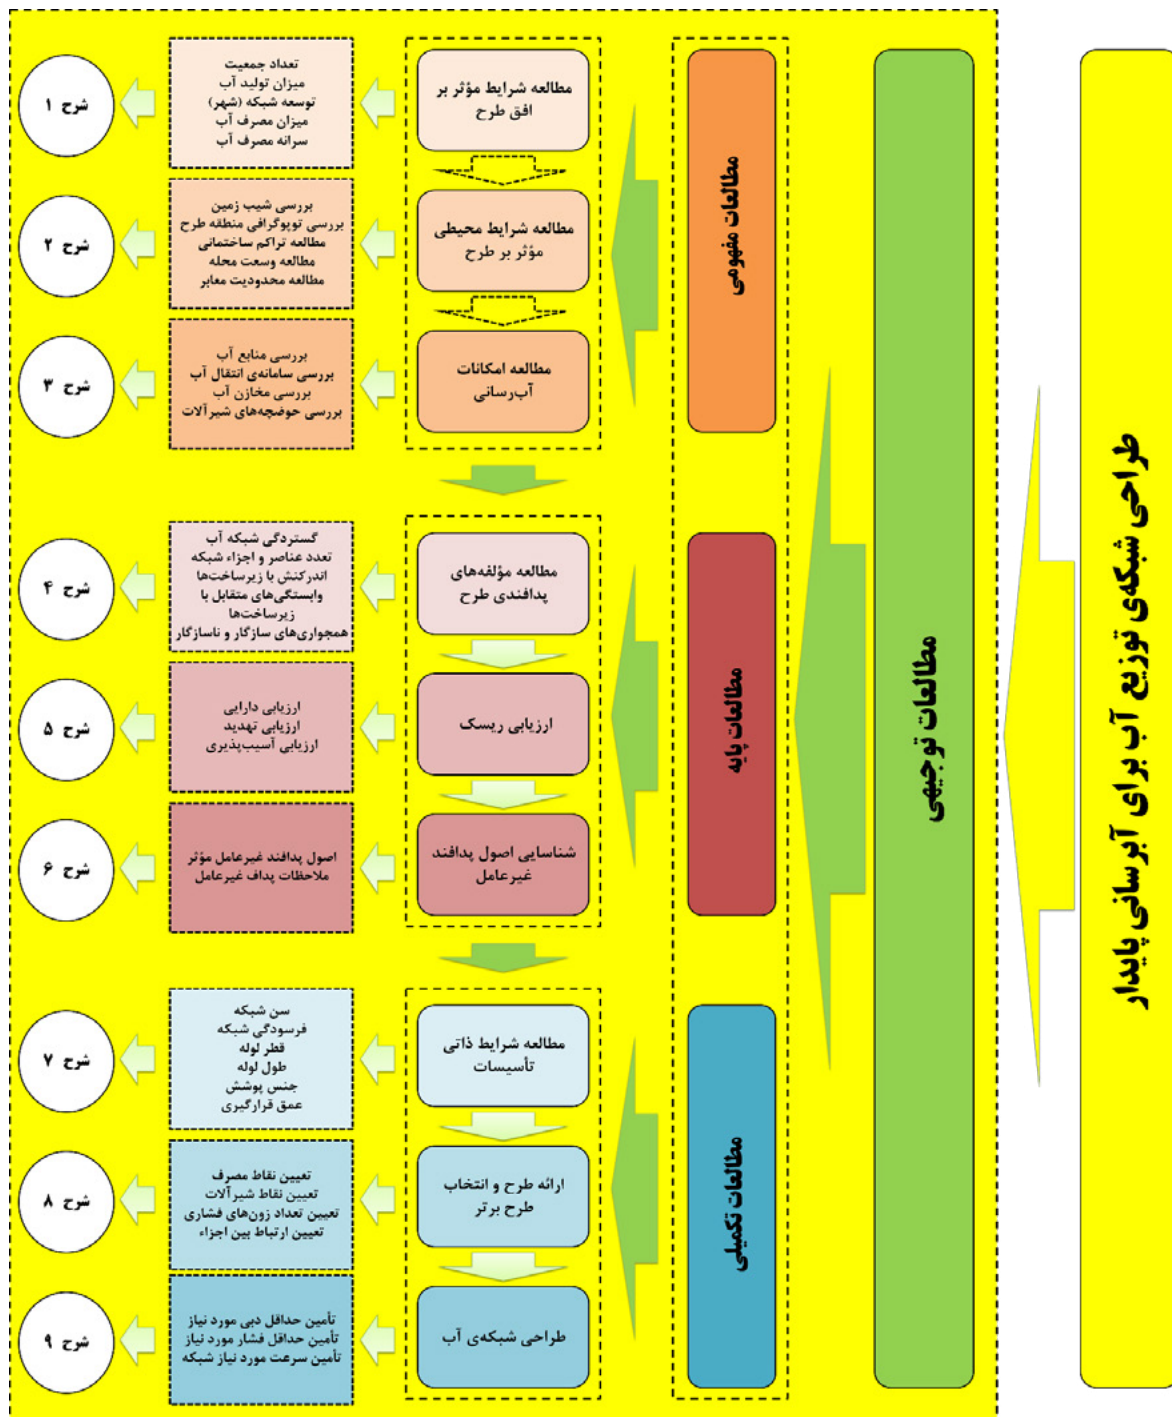 طراحی شبکه‌ی توزیع آب برای آبرسانی پایدار
مطالعات توجیهی
مطالعات مفهومی
مطالعه شرایط مؤثر بر
افق طرح
تعداد جمعیت
میزان تولید آب
توسعه شبکه (شهر)
میزان مصرف آب
سرانه مصرف آب
شرح ۱
مطالعه شرایط محیطی
مؤثر بر طرح
بررسی شیب زمین
بررسی توپوگرافی منطقه طرح
مطالعه تراکم ساختمانی
مطالعه وسعت محله
مطالعه محدودیت معابر
شرح ۲
مطالعه امکانات
آب‌رسانی
بررسی منابع آب
بررسی سامانه‌ی انتقال آب
بررسی مخازن آب
بررسی حوضچه‌های شیرآلات
شرح ۳
مطالعات پایه
مطالعه مؤلفه‌های
پدافندی طرح
گستردگی شبکه آب
تعدد عناصر و اجزاء شبکه
اندرکنش با زیرساخت‌ها
وابستگی‌های متقابل با
زیرساخت‌ها
همجواری‌های سازگار و ناسازگار
شرح ۴
ارزیابی ریسک
ارزیابی دارایی
ارزیابی تهدید
ارزیابی آسیب‌پذیری
شرح ۵
شناسایی اصول پدافند
غیرعامل
اصول پدافند غیرعامل مؤثر
ملاحظات پداف غیرعامل
شرح ۶
مطالعات تکمیلی
مطالعه شرایط ذاتی
تأسیسات
سن شبکه
فرسودگی شبکه
قطر لوله
طول لوله
جنس پوشش
عمق قرارگیری
شرح ۷
ارائه طرح و انتخاب
طرح برتر
تعیین نقاط مصرف
تعیین نقاط شیرآلات
تعیین تعداد زون‌های فشاری
تعیین ارتباط بین اجزاء
شرح ۸
طراحی شبکه‌ی آب
تأمین حداقل دبی مورد نیاز
تأمین حداقل فشار مورد نیاز
تأمین سرعت مورد نیاز شبکه
شرح ۹